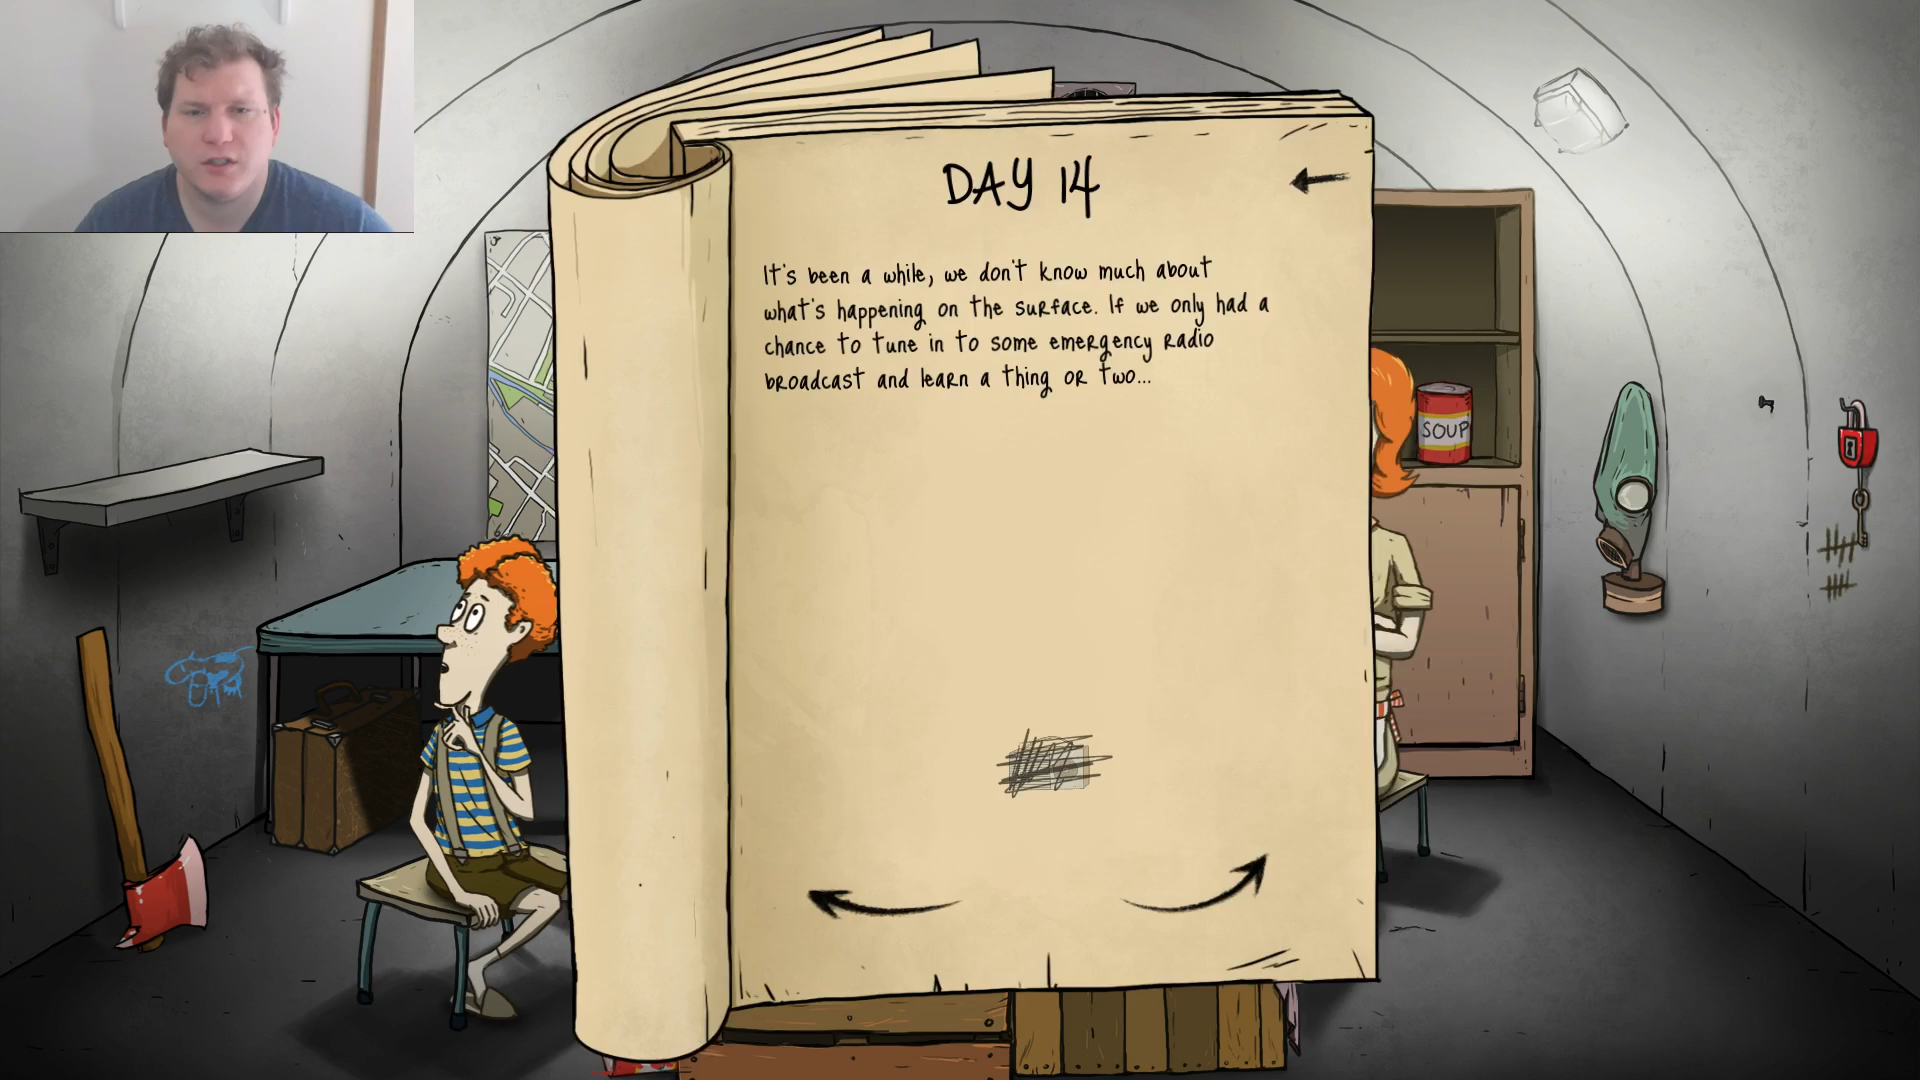 DAY 14
It's been a while, we don't know much about
what's happening on the surface. If we only had a
chance to tune in to some emergency radio
broadcast and learn a thing or two...
SOUP